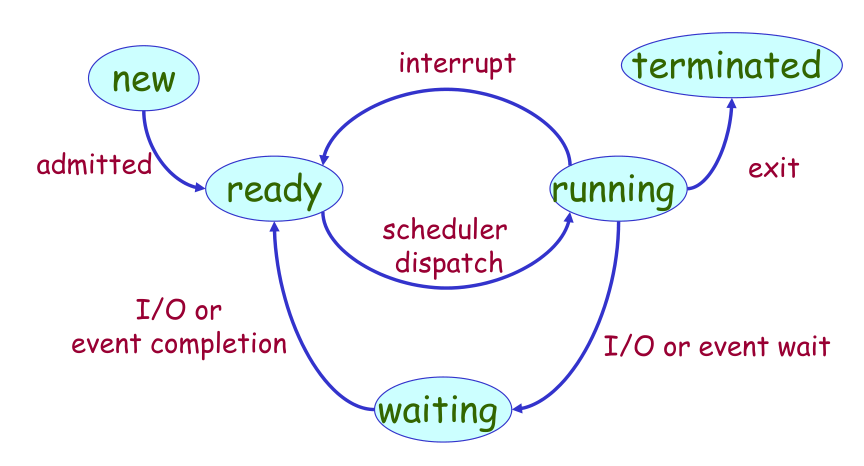 new
interrupt
terminated
admitted
ready
running
exit
scheduler
dispatch
I/O or
event completion
I/O or event wait
waiting